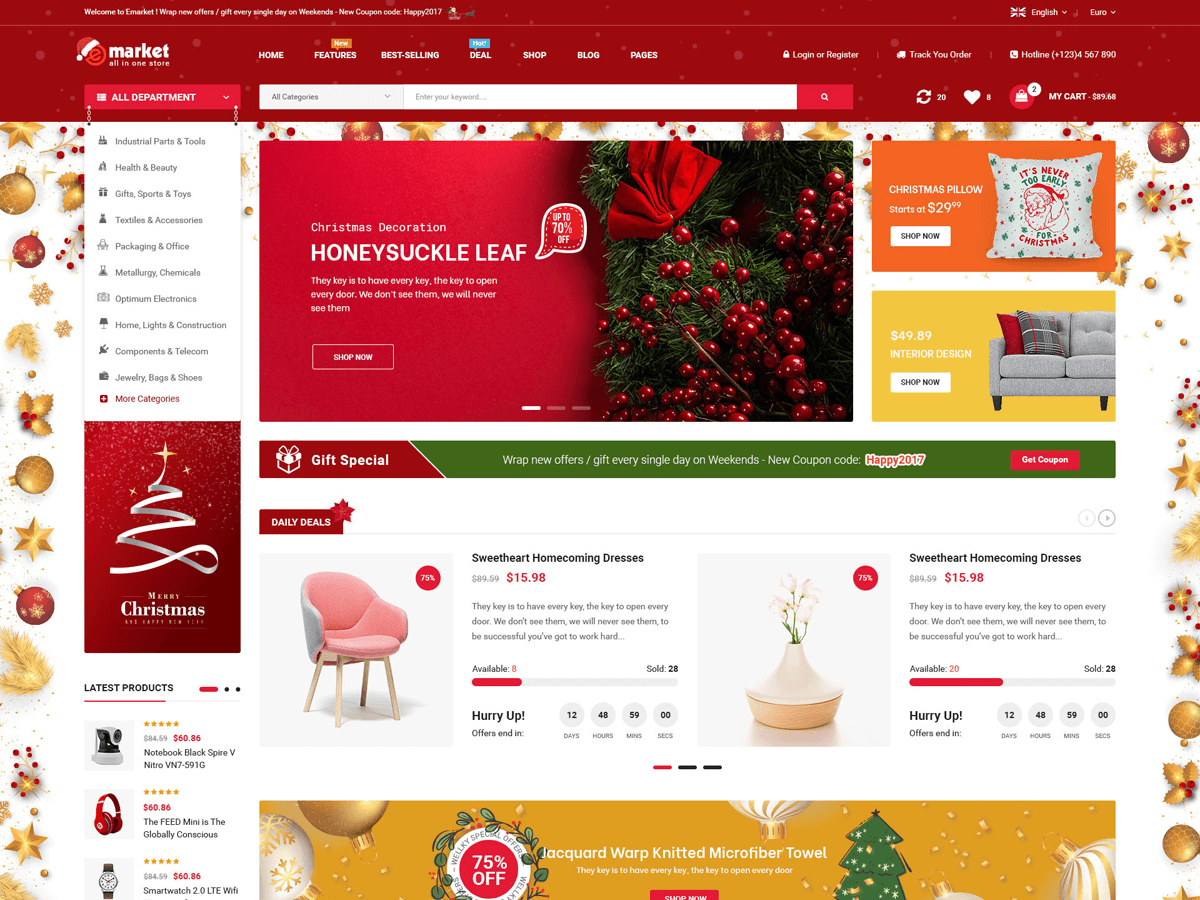 Welcome to Emarket ! Wrap new offers / gift every single day on Weekends - New Coupon code: Happy2017
English
Euro
e market
all in one store
HOME
New
FEATURES
BEST-SELLING
Hot!
DEAL
SHOP
BLOG
PAGES
Login or Register
Track You Order
Hotline (+123)4 567 890
ALL DEPARTMENT
All Categories
Enter your keyword....
20
8
2
MY CART - $89.68
Industrial Parts & Tools
Health & Beauty
Gifts, Sports & Toys
Textiles & Accessories
Packaging & Office
Metallurgy, Chemicals
Optimum Electronics
Home, Lights & Construction
Components & Telecom
Jewelry, Bags & Shoes
More Categories
Christmas Decoration
HONEYSUCKLE LEAF
UP TO
70%
OFF
They key is to have every key, the key to open
every door. We don't see them, we will never
see them
SHOP NOW
CHRISTMAS PILLOW
Starts at $29⁹⁹
SHOP NOW
IT'S NEVER
TOO EARLY
FOR
CHRISTMAS
$49.89
INTERIOR DESIGN
SHOP NOW
Gift Special
Wrap new offers / gift every single day on Weekends - New Coupon code: Happy2017
Get Coupon
MERRY
Christmas
AND HAPPY NEW YEAR
DAILY DEALS
75%
Sweetheart Homecoming Dresses
$89.59 $15.98
They key is to have every key, the key to open every
door. We don't see them, we will never see them, to
be successful you've got to work hard...
Available: 8
Sold: 28
Hurry Up!
Offers end in:
12 48 59 00
DAYS HOURS MINS SECS
75%
Sweetheart Homecoming Dresses
$89.59 $15.98
They key is to have every key, the key to open every
door. We don't see them, we will never see them, to
be successful you've got to work hard...
Available: 20
Sold: 28
Hurry Up!
Offers end in:
12 48 59 00
DAYS HOURS MINS SECS
LATEST PRODUCTS
$84.59 $60.86
Notebook Black Spire V
Nitro VN7-591G
$60.86
The FEED Mini is The
Globally Conscious
$84.59 $60.86
Smartwatch 2.0 LTE Wifi
WELLKY SPECIAL OFFERS
75%
OFF
Jacquard Warp Knitted Microfiber Towel
They key is to have every key, the key to open every door
SHOP NOW